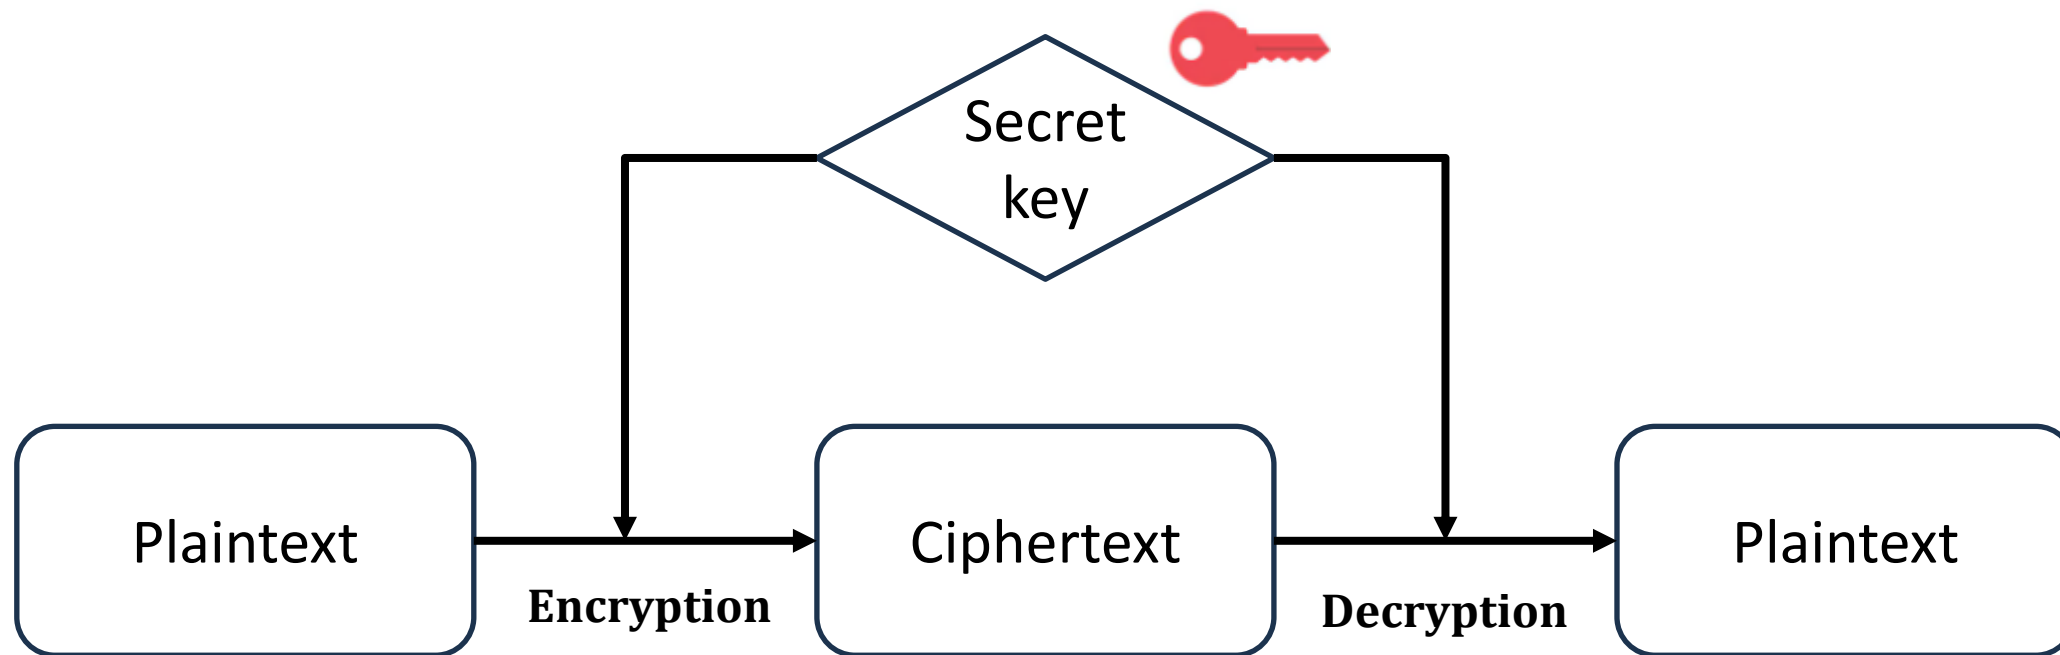 Secret
key
Plaintext
Encryption
Ciphertext
Decryption
Plaintext